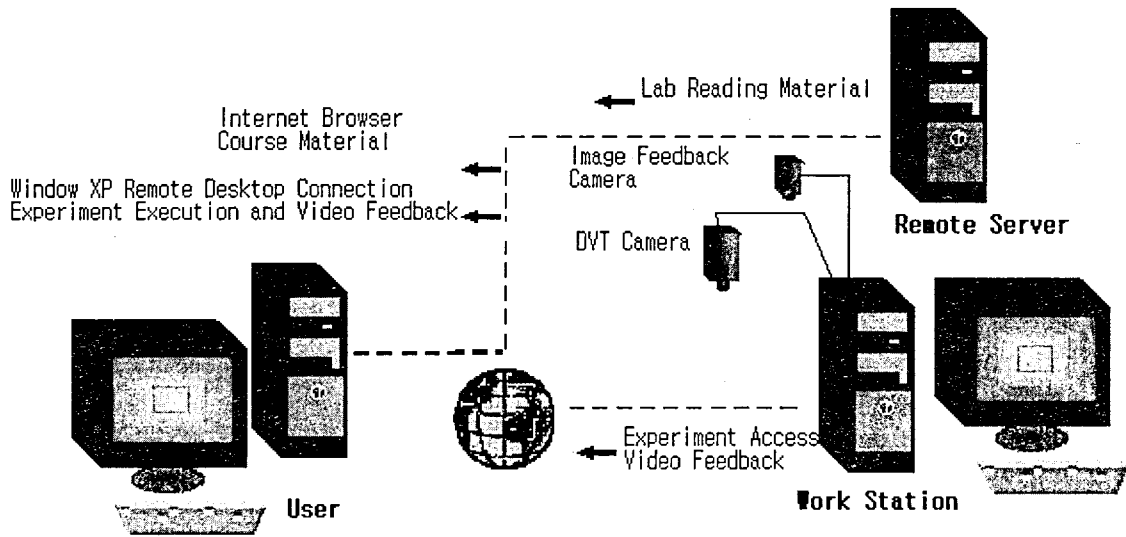 Lab Reading Material
Internet Browser
Course Material
Image Feedback
Camera
Window XP Remote Desktop Connection
Experiment Execution and Video Feedback
Remote Server
DVT Camera
Experiment Access
Video Feedback
User
Work Station